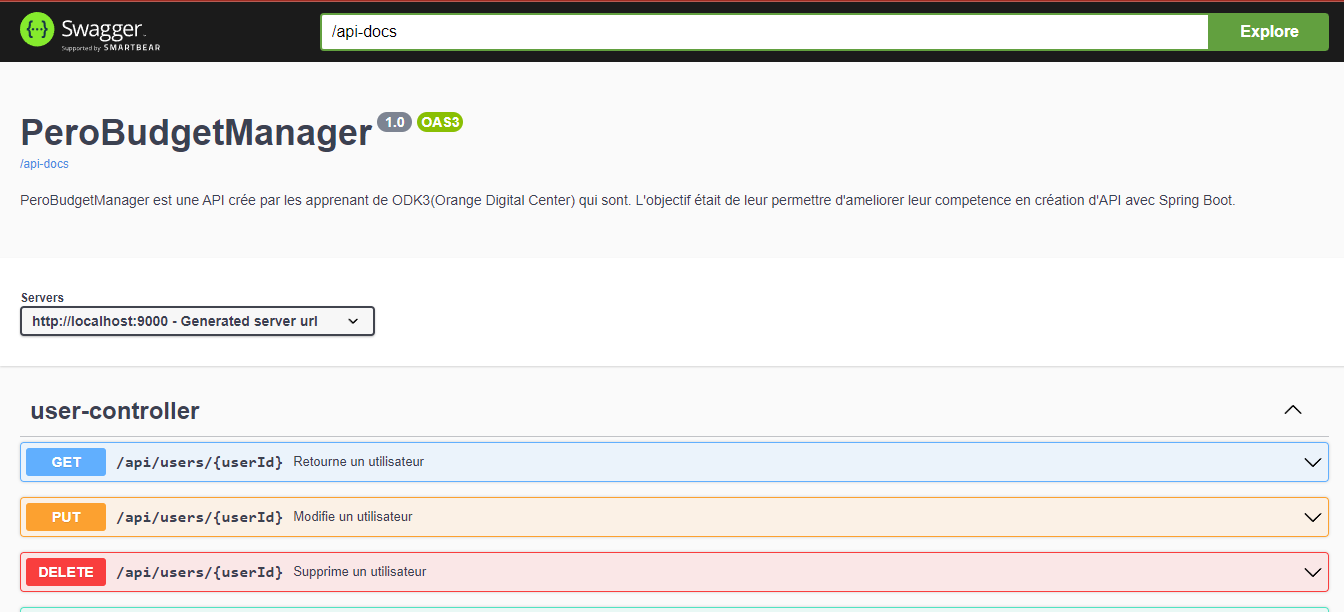 Swagger
Supported by SMARTBEAR
/api-docs
Explore
PeroBudgetManager 1.0 OAS3
/api-docs
PeroBudgetManager est une API crée par les apprenant de ODK3(Orange Digital Center) qui sont. L'objectif était de leur permettre d'ameliorer leur competence en création d'API avec Spring Boot.
Servers
http://localhost:9000 - Generated server url
user-controller
GET /api/users/{userId} Retourne un utilisateur
PUT /api/users/{userId} Modifie un utilisateur
DELETE /api/users/{userId} Supprime un utilisateur